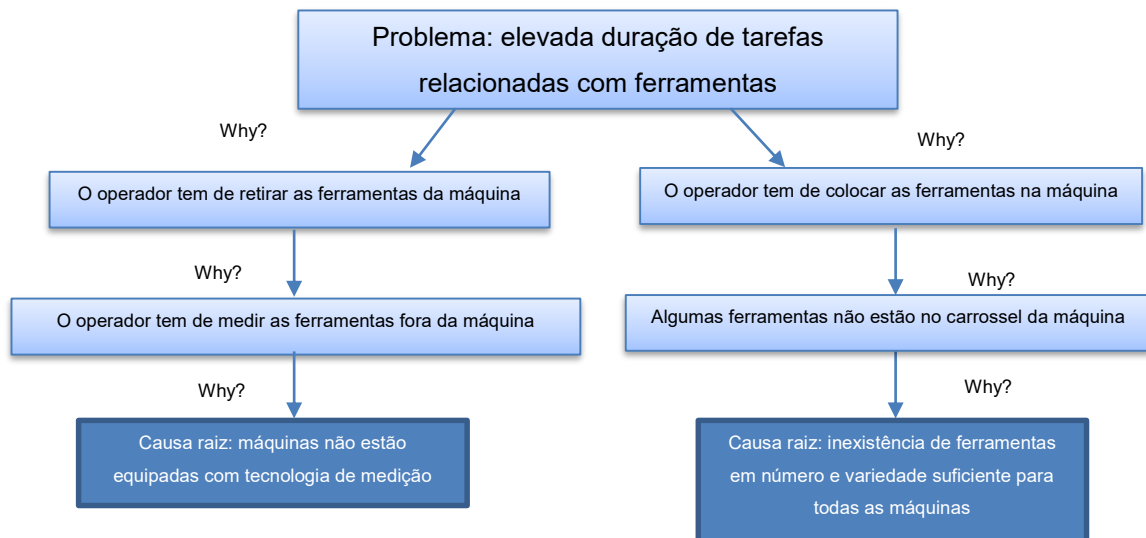 Problema: elevada duração de tarefas
relacionadas com ferramentas
Why?
Why?
O operador tem de retirar as ferramentas da máquina
O operador tem de colocar as ferramentas na máquina
Why?
Why?
O operador tem de medir as ferramentas fora da máquina
Algumas ferramentas não estão no carrossel da máquina
Why?
Why?
Causa raiz: máquinas não estão
equipadas com tecnologia de medição
Causa raiz: inexistência de ferramentas
em número e variedade suficiente para
todas as máquinas